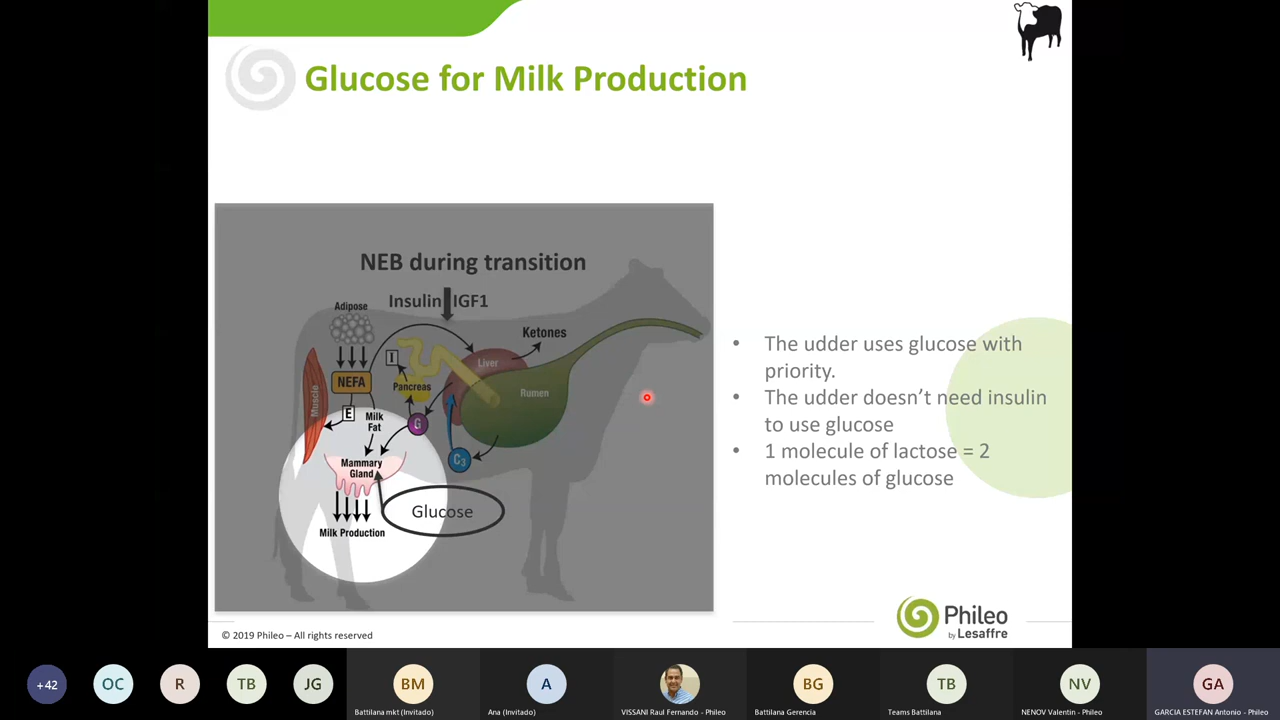 Glucose for Milk Production
NEB during transition
Insulin IGF1
Adipose
Ketones
I
Liver
NEFA
Pancreas
Rumen
Muscle
E
Milk
Fat
G
C3
Mammary
Gland
Glucose
Milk Production
• The udder uses glucose with
priority.
• The udder doesn’t need insulin
to use glucose
• 1 molecule of lactose = 2
molecules of glucose
© 2019 Phileo – All rights reserved
Phileo
by Lesaffre
+42
OC
R
TB
JG
BM
A
BG
TB
NV
GA
Battilana mkt (Invitado)
Ana (Invitado)
VISSANI Raul Fernando - Phileo
Battilana Gerencia
Teams Battilana
NENOV Valentin - Phileo
GARCIA ESTEFAN Antonio - Phileo